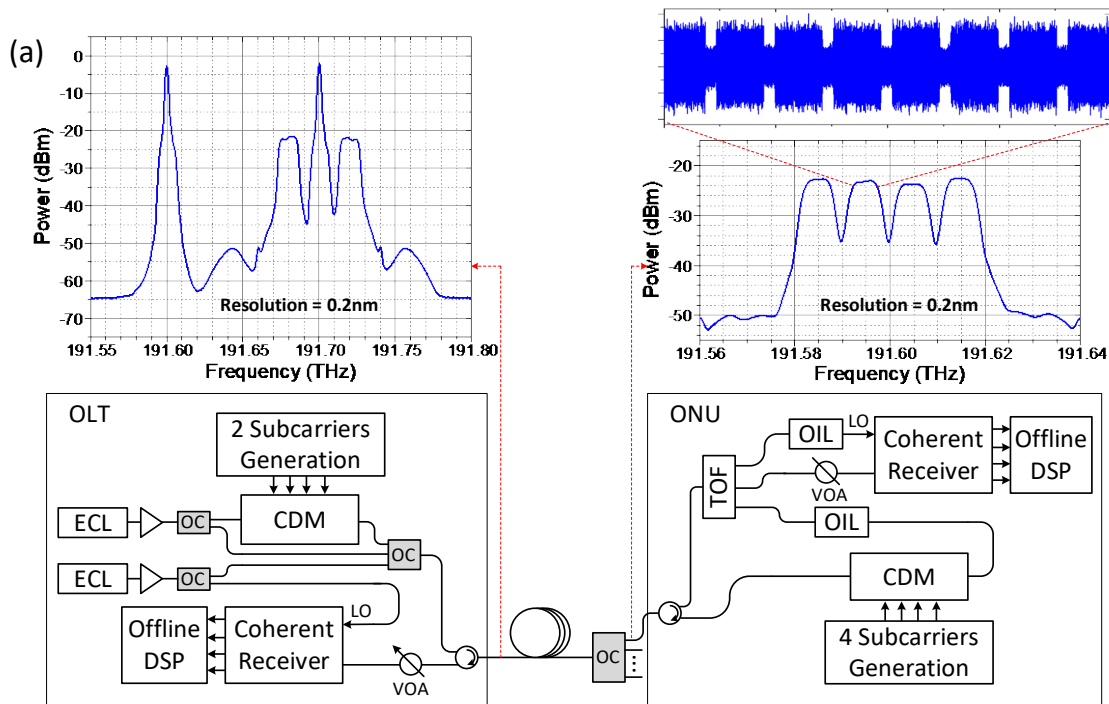 (a)
0
-10
-20
-30
-40
-50
-60
-70
Power (dBm)
Resolution = 0.2nm
191.55 191.60 191.65 191.70 191.75 191.80
Frequency (THz)
-20
-30
-40
-50
Power (dBm)
Resolution = 0.2nm
191.56 191.58 191.60 191.62 191.64
Frequency (THz)
OLT
2 Subcarriers
Generation
ECL
OC
CDM
OC
ECL
OC
LO
Offline
DSP
Coherent
Receiver
VOA
OC
ONU
TOF
OIL
LO
Coherent
Receiver
Offline
DSP
VOA
OIL
CDM
4 Subcarriers
Generation